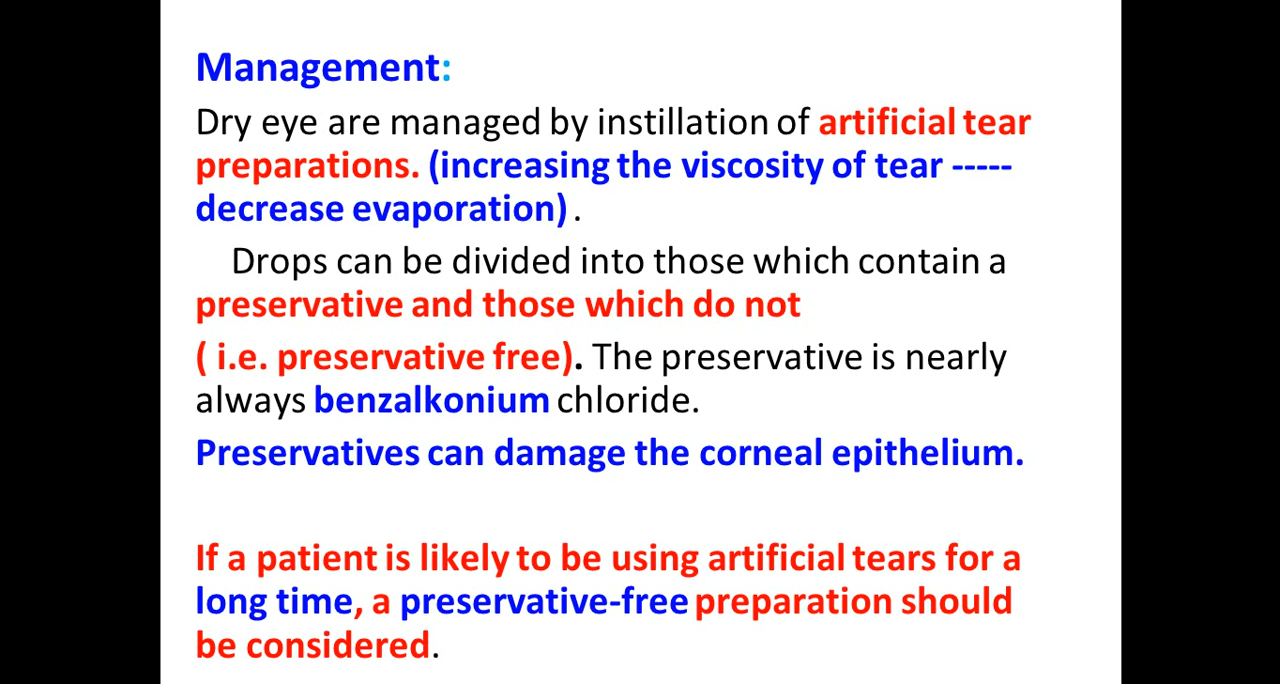 Management:
Dry eye are managed by instillation of artificial tear
preparations. (increasing the viscosity of tear -----
decrease evaporation) .
Drops can be divided into those which contain a
preservative and those which do not
( i.e. preservative free). The preservative is nearly
always benzalkonium chloride.
Preservatives can damage the corneal epithelium.
If a patient is likely to be using artificial tears for a
long time, a preservative-free preparation should
be considered.